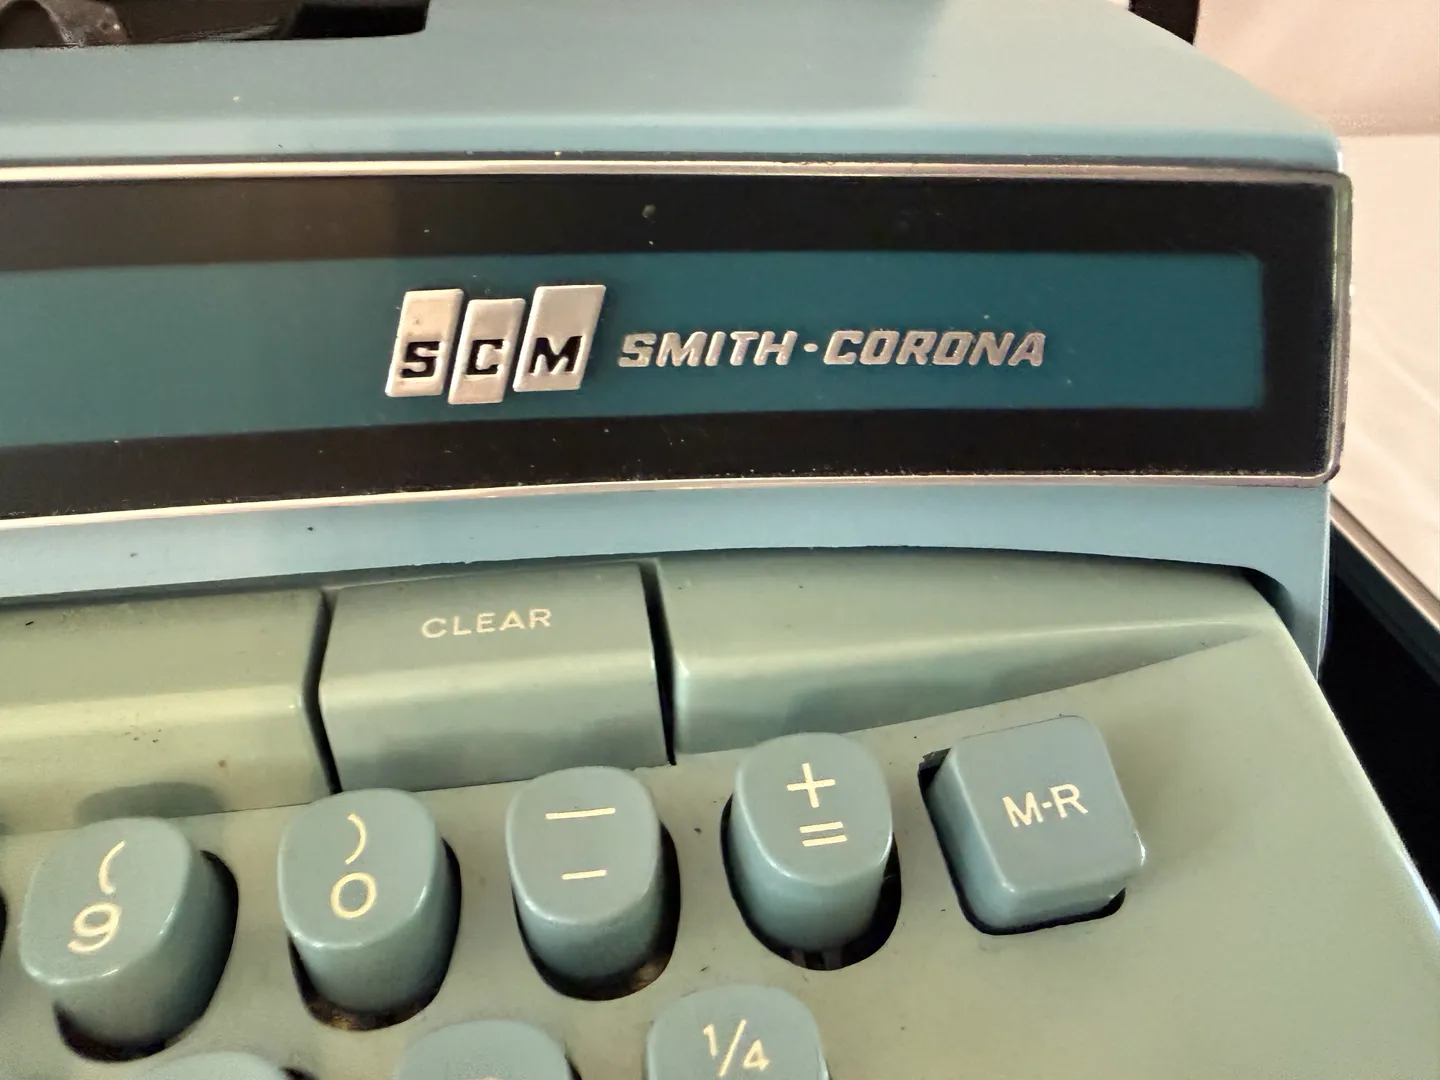 SCM SMITH-CORONA
CLEAR
( ) — + M-R
9 0 - =
1/4